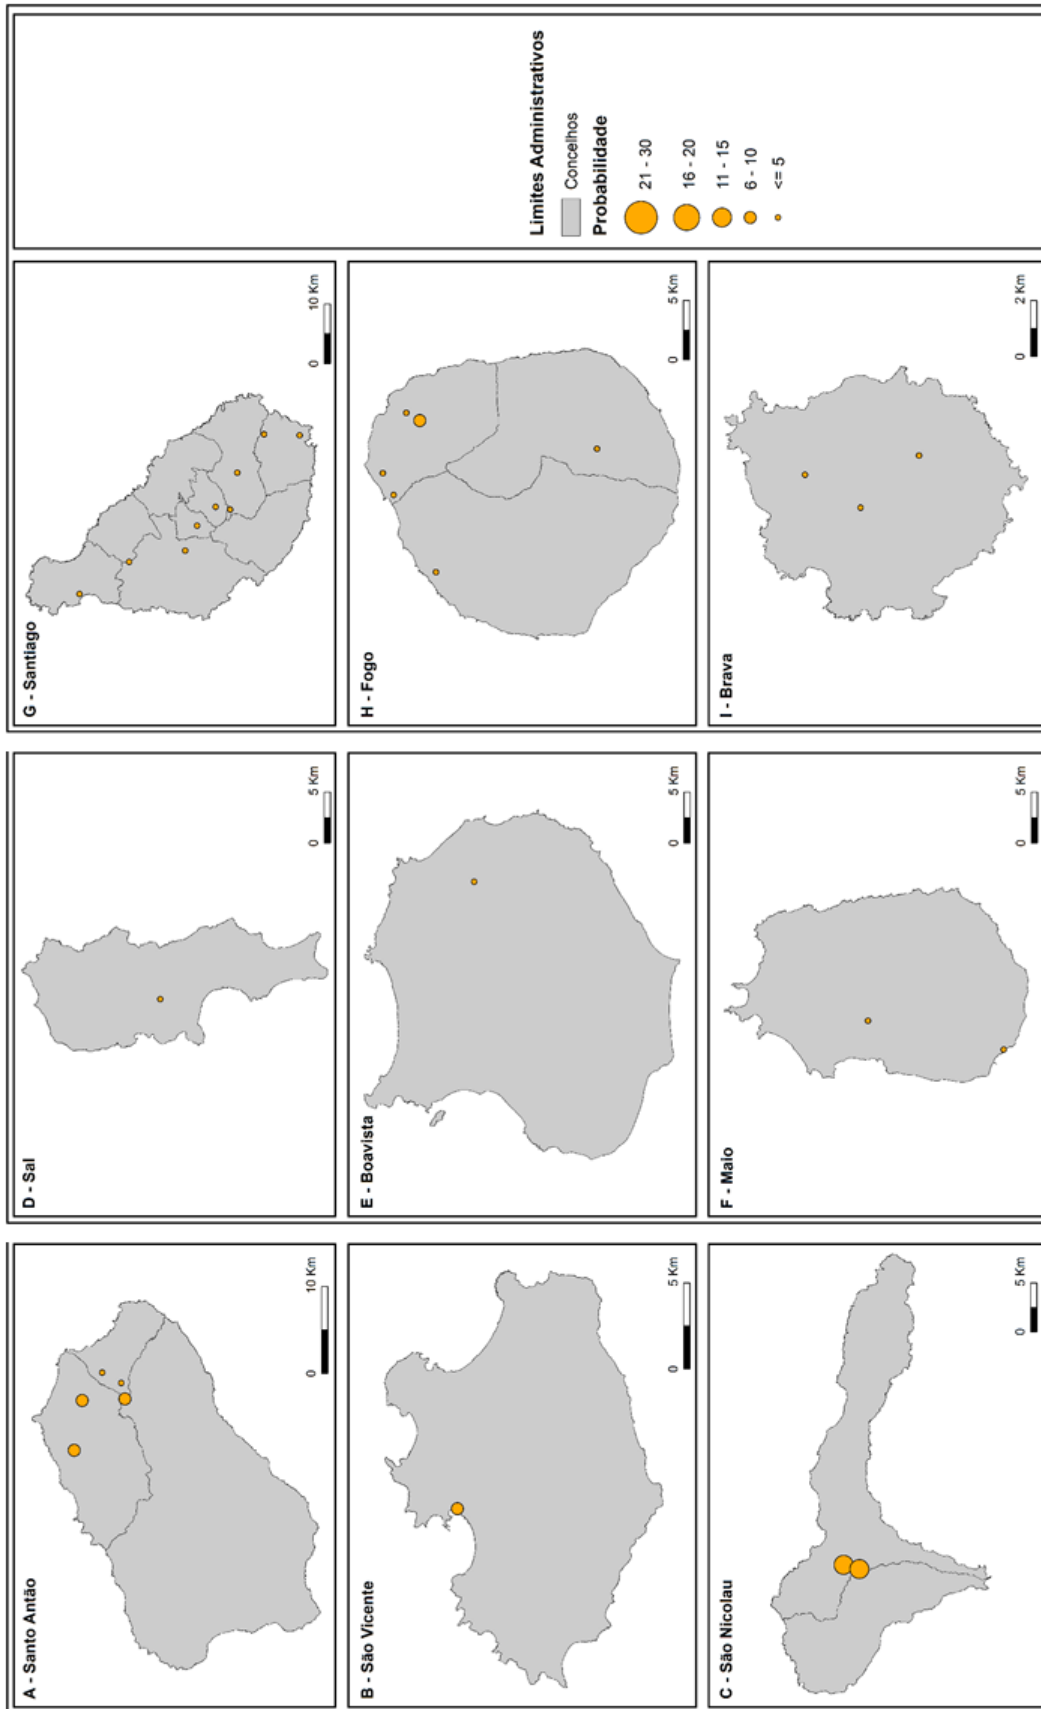 A - Santo Antão
0 10 Km
B - São Vicente
0 5 Km
C - São Nicolau
0 5 Km
D - Sal
0 5 Km
E - Boavista
0 5 Km
F - Maio
0 5 Km
G - Santiago
0 10 Km
H - Fogo
0 5 Km
I - Brava
0 2 Km
Limites Administrativos
Concelhos
Probabilidade
21 - 30
16 - 20
11 - 15
6 - 10
<= 5